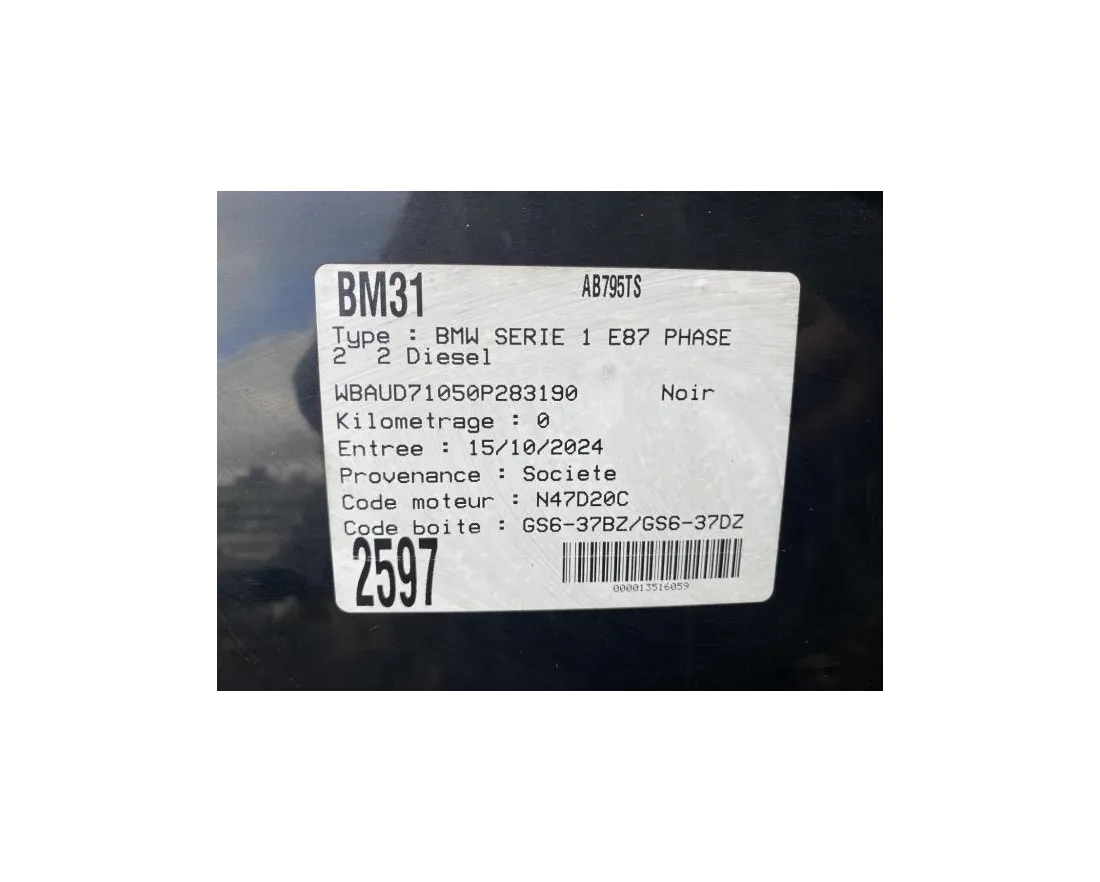 BM31 AB795TS
Type : BMW SERIE 1 E87 PHASE
2 2 Diesel
WBAUD71050P283190 Noir
Kilometrage : 0
Entree : 15/10/2024
Provenance : Societe
Code moteur : N47D20C
Code boite : GS6-37BZ/GS6-37DZ
2597
000013516059